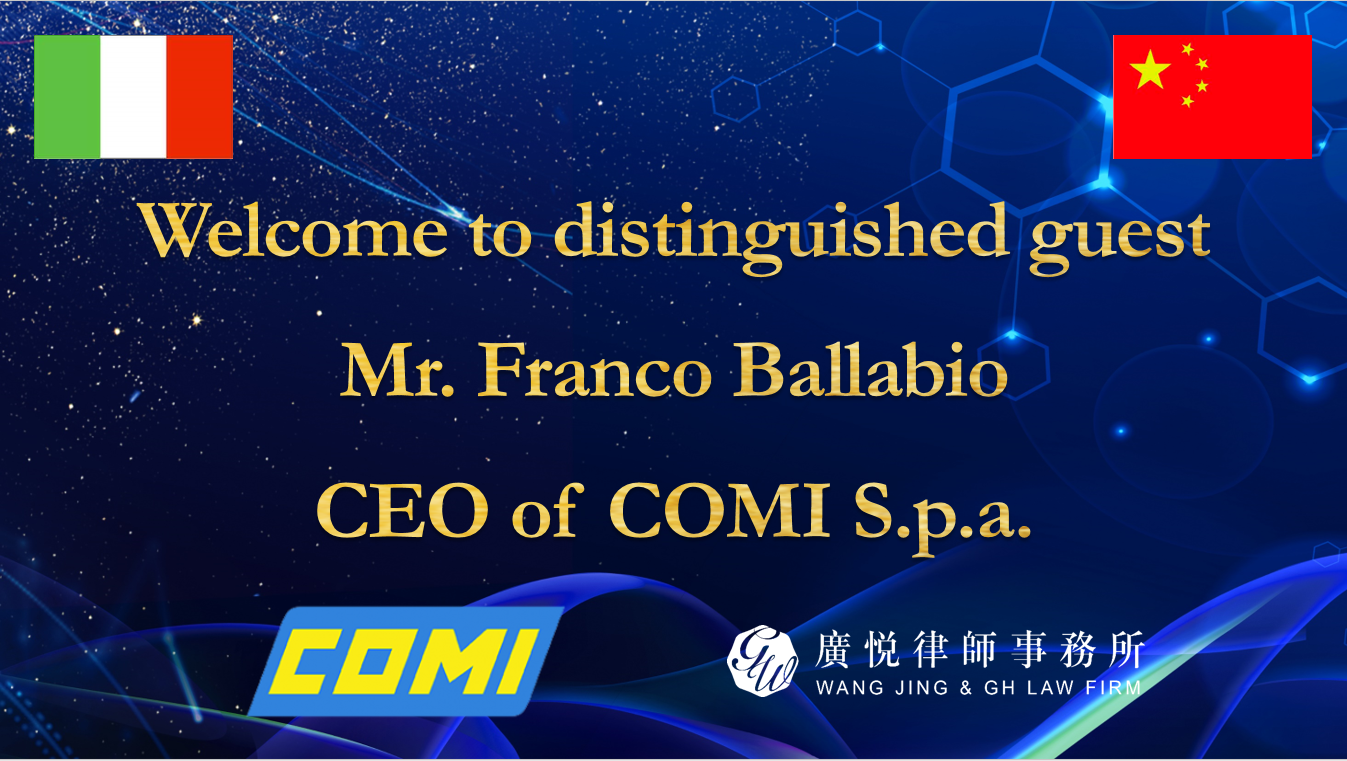 Welcome to distinguished guest
Mr. Franco Ballabio
CEO of COMI S.p.a.
COMI
GW
廣悅律師事務所
WANG JING & GH LAW FIRM